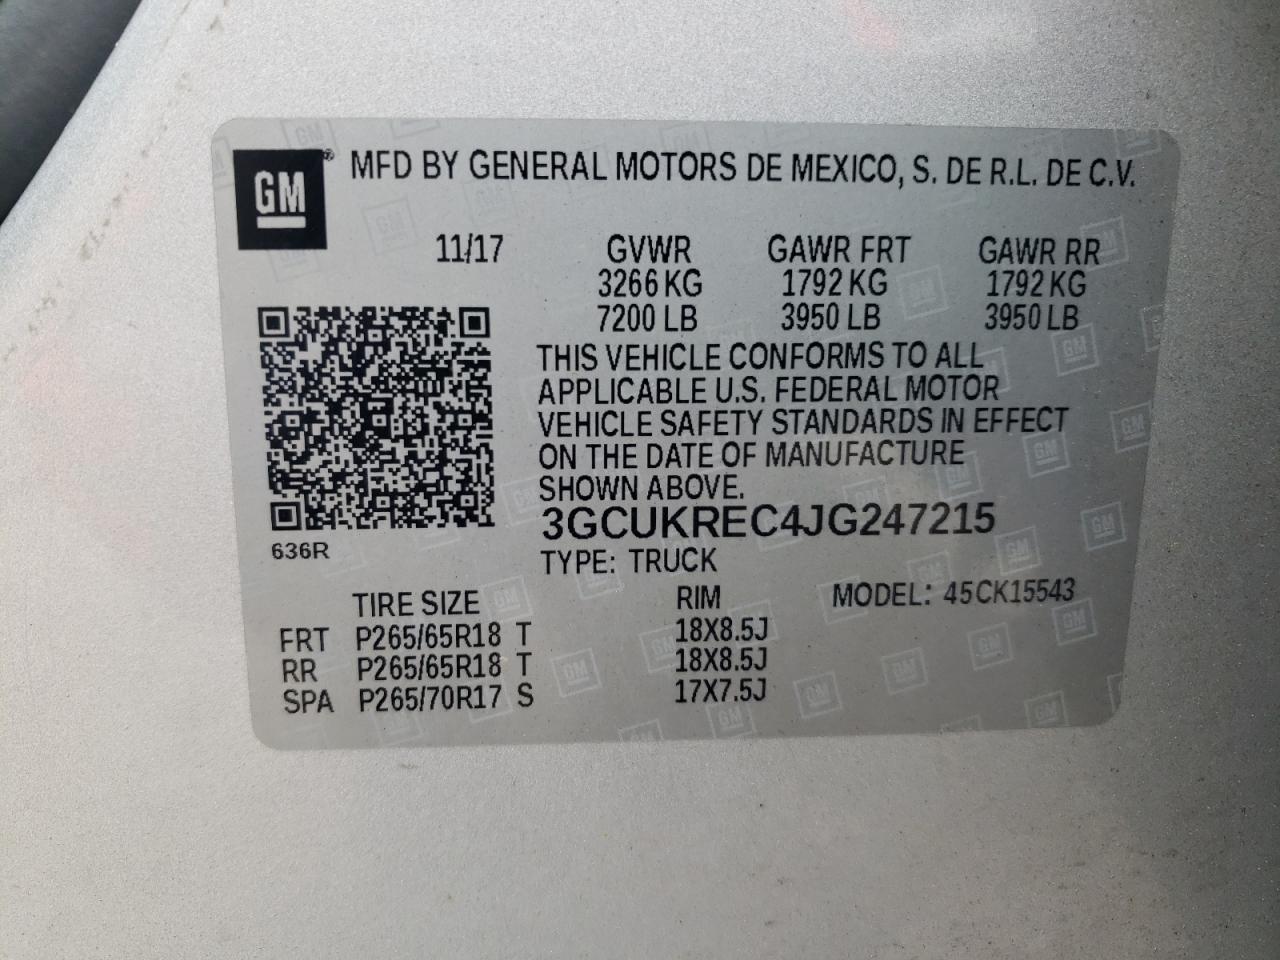 GM ® MFD BY GENERAL MOTORS DE MEXICO, S. DE R.L. DE C.V.
11/17 GVWR GAWR FRT GAWR RR
3266 KG 1792 KG 1792 KG
7200 LB 3950 LB 3950 LB
THIS VEHICLE CONFORMS TO ALL
APPLICABLE U.S. FEDERAL MOTOR
VEHICLE SAFETY STANDARDS IN EFFECT
ON THE DATE OF MANUFACTURE
SHOWN ABOVE.
3GCUKREC4JG247215
636R
TYPE: TRUCK
TIRE SIZE RIM MODEL: 45CK15543
FRT P265/65R18 T 18X8.5J
RR P265/65R18 T 18X8.5J
SPA P265/70R17 S 17X7.5J